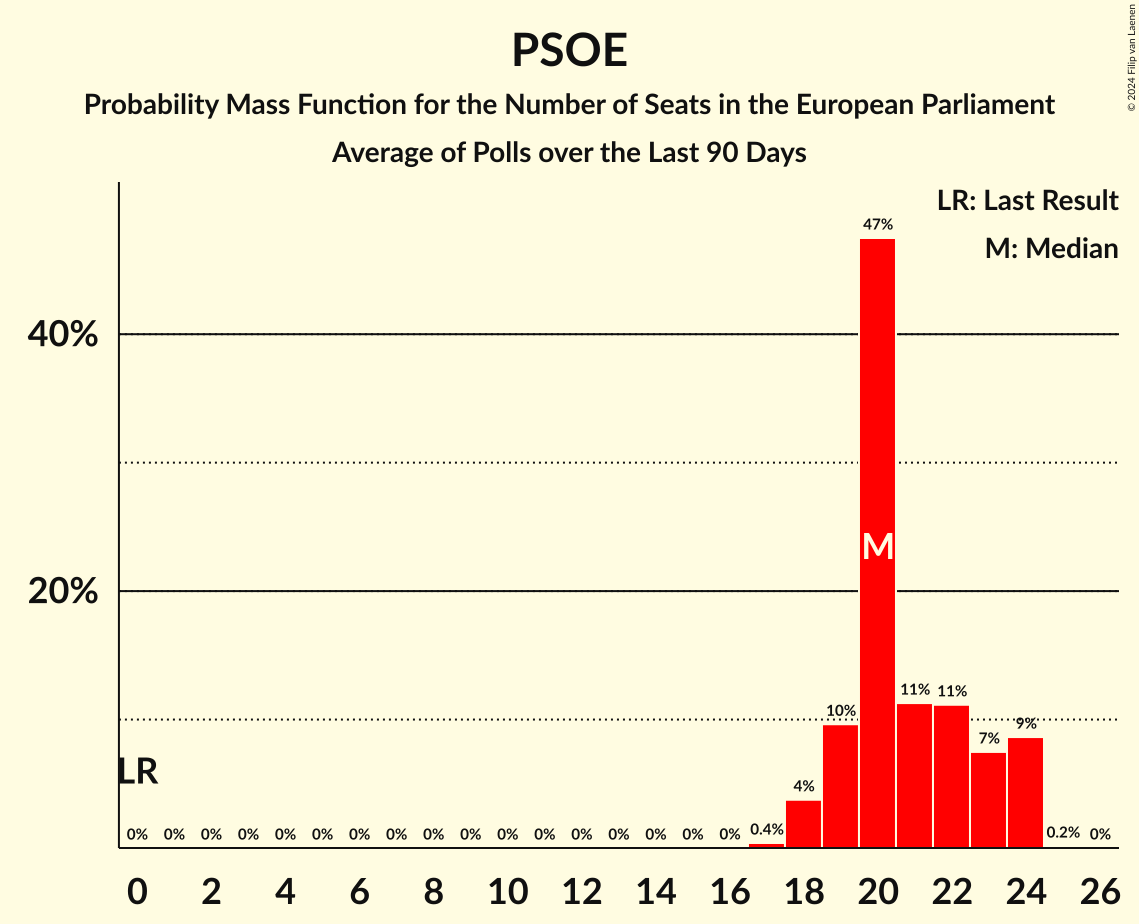 PSOE
Probability Mass Function for the Number of Seats in the European Parliament
Average of Polls over the Last 90 Days
© 2024 Filip van Laenen
LR: Last Result
M: Median
47%
40%
M
20%
11% 11%
10%
9%
7%
LR
4%
0% 0% 0% 0% 0% 0% 0% 0% 0% 0% 0% 0% 0% 0% 0% 0% 0% 0.4% 0.2% 0%
0 2 4 6 8 10 12 14 16 18 20 22 24 26